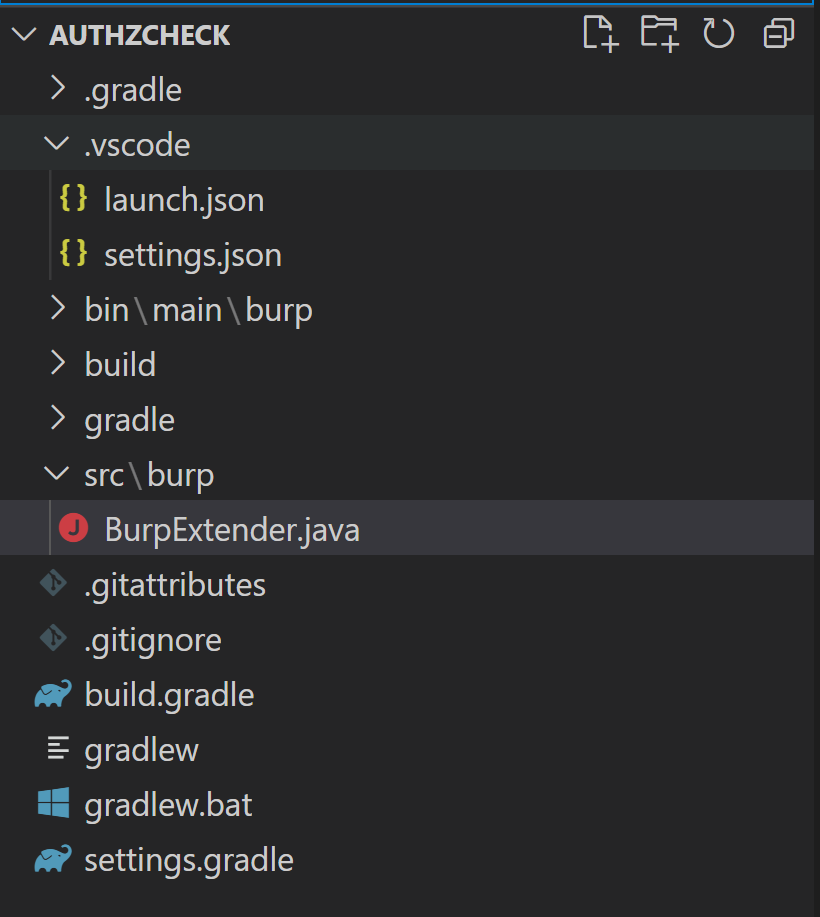 AUTHZCHECK
.gradle
.vscode
{ } launch.json
{ } settings.json
bin\main\burp
build
gradle
src\burp
J BurpExtender.java
.gitattributes
.gitignore
build.gradle
gradlew
gradlew.bat
settings.gradle